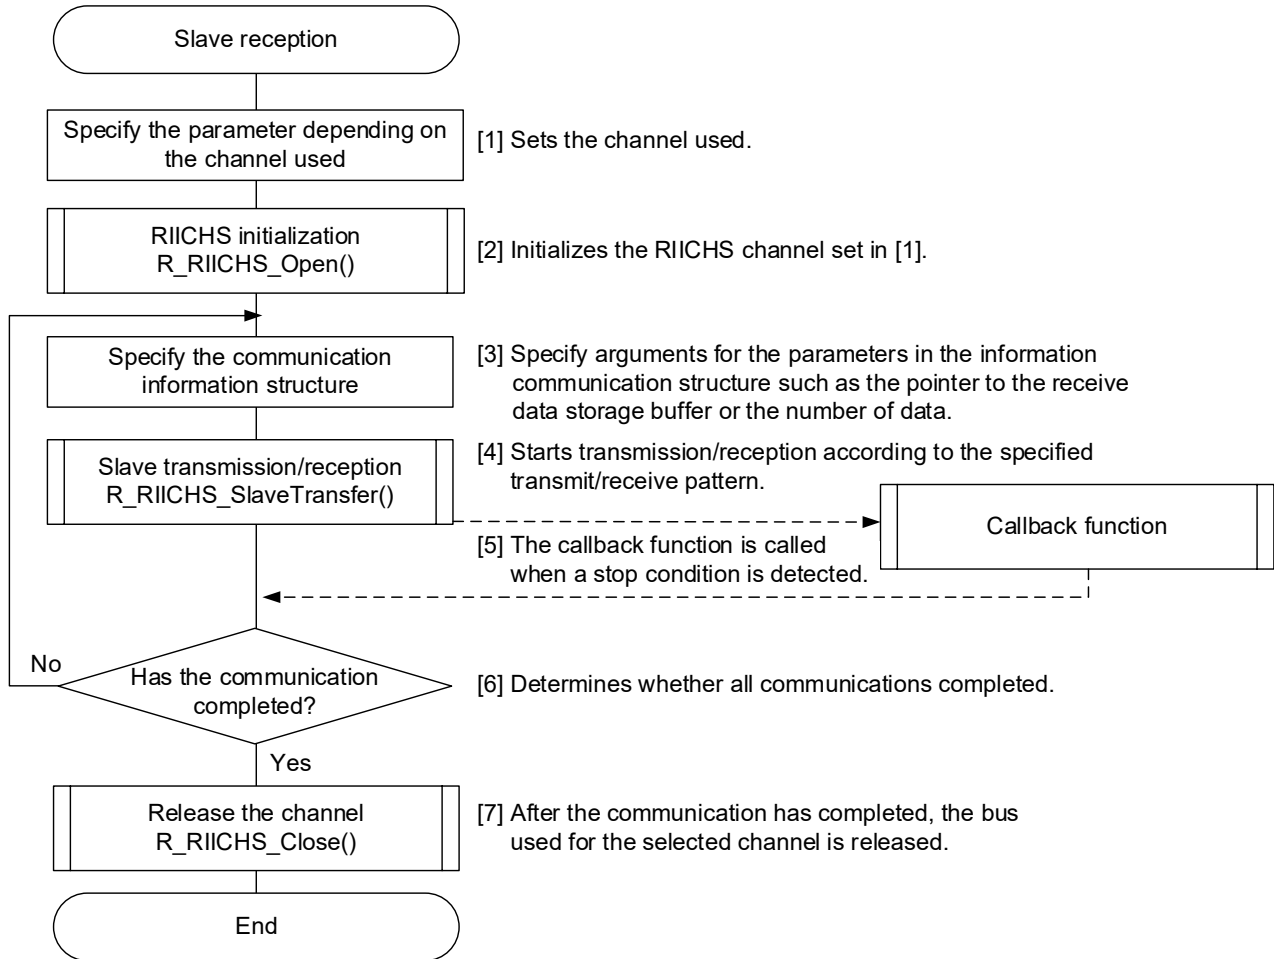 Slave reception
Specify the parameter depending on
the channel used
[1] Sets the channel used.
RIICHS initialization
R_RIICHS_Open()
[2] Initializes the RIICHS channel set in [1].
Specify the communication
information structure
[3] Specify arguments for the parameters in the information
communication structure such as the pointer to the receive
data storage buffer or the number of data.
Slave transmission/reception
R_RIICHS_SlaveTransfer()
[4] Starts transmission/reception according to the specified
transmit/receive pattern.
Callback function
[5] The callback function is called
when a stop condition is detected.
No
Has the communication
completed?
[6] Determines whether all communications completed.
Yes
Release the channel
R_RIICHS_Close()
[7] After the communication has completed, the bus
used for the selected channel is released.
End